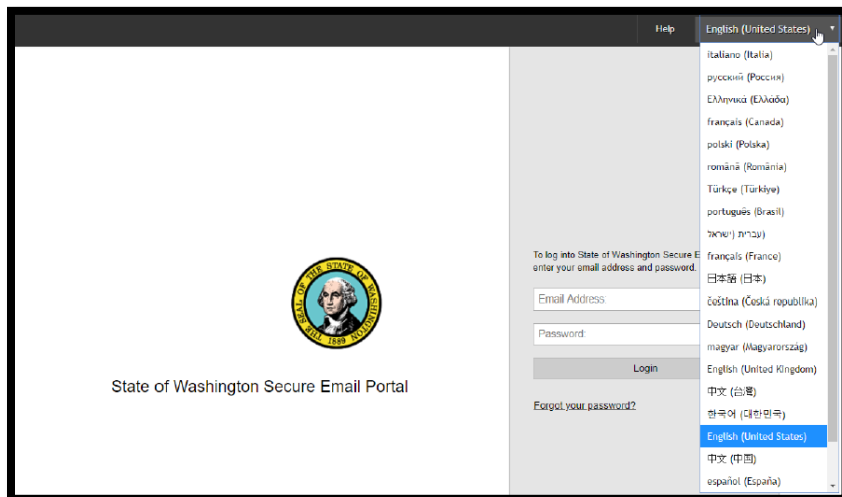 Help
English (United States)
italiano (Italia)
русский (Россия)
Ελληνικά (Ελλάδα)
français (Canada)
polski (Polska)
română (România)
Türkçe (Türkiye)
português (Brasil)
עברית (ישראל)
français (France)
日本語 (日本)
čeština (Česká republika)
Deutsch (Deutschland)
magyar (Magyarország)
English (United Kingdom)
中文 (台灣)
한국어 (대한민국)
English (United States)
中文 (中国)
español (España)
To log into State of Washington Secure E
enter your email address and password.
Email Address:
Password:
Login
Forgot your password?
THE SEAL OF THE STATE OF WASHINGTON
1889
State of Washington Secure Email Portal